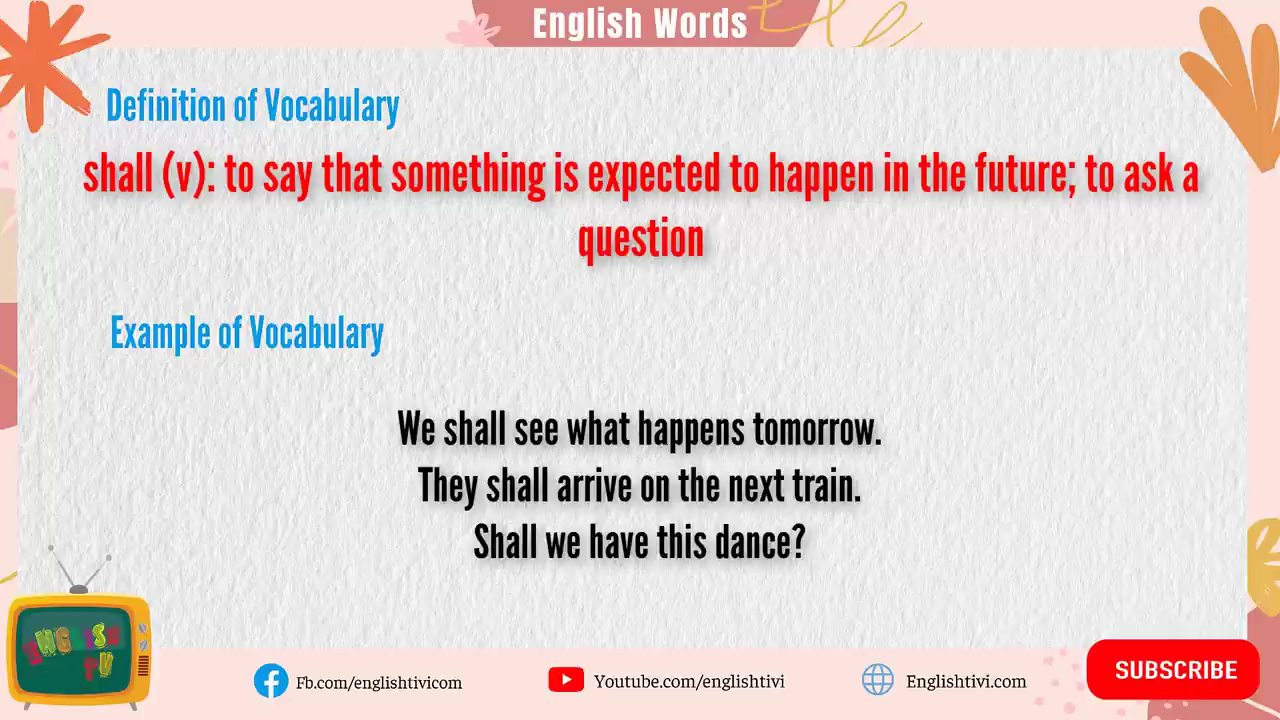 English Words
Definition of Vocabulary
shall (v): to say that something is expected to happen in the future; to ask a
question
Example of Vocabulary
We shall see what happens tomorrow.
They shall arrive on the next train.
Shall we have this dance?
ENGLISH
TV
Fb.com/englishtivicom
Youtube.com/englishtivi
Englishtivi.com
SUBSCRIBE